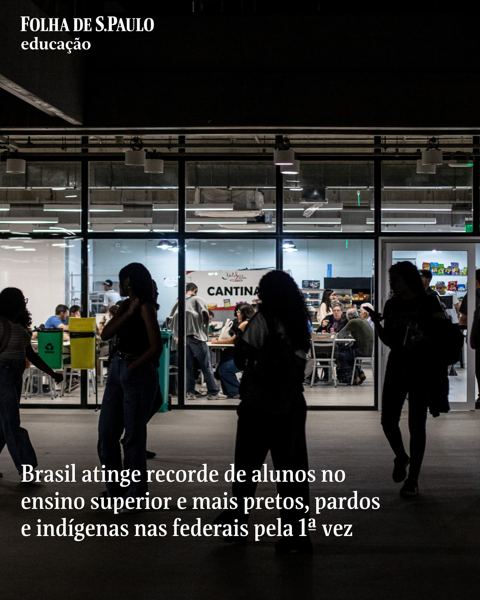 FOLHA DE S.PAULO
educação
CANTINA
Brasil atinge recorde de alunos no
ensino superior e mais pretos, pardos
e indígenas nas federais pela 1ª vez